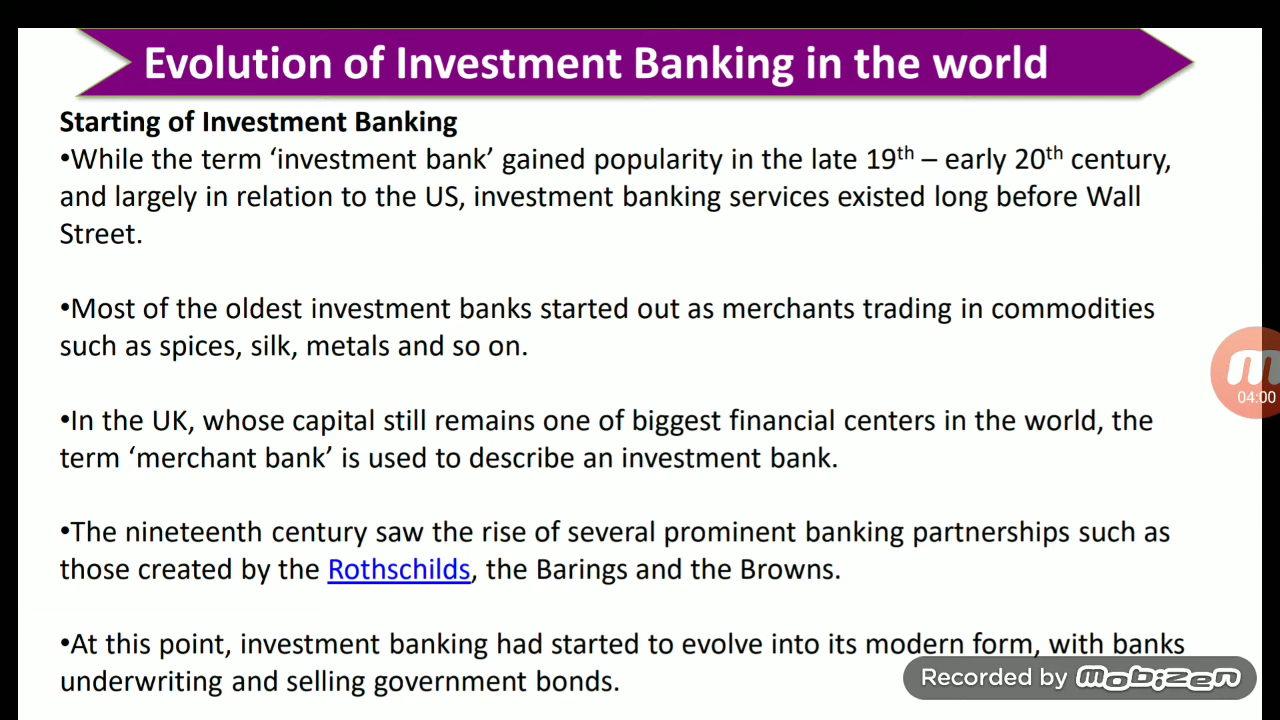 Evolution of Investment Banking in the world
Starting of Investment Banking
•While the term ‘investment bank’ gained popularity in the late 19th – early 20th century,
and largely in relation to the US, investment banking services existed long before Wall
Street.
•Most of the oldest investment banks started out as merchants trading in commodities
such as spices, silk, metals and so on.
•In the UK, whose capital still remains one of biggest financial centers in the world, the
term ‘merchant bank’ is used to describe an investment bank.
•The nineteenth century saw the rise of several prominent banking partnerships such as
those created by the Rothschilds, the Barings and the Browns.
•At this point, investment banking had started to evolve into its modern form, with banks
underwriting and selling government bonds.
04:00
Recorded by mobizen